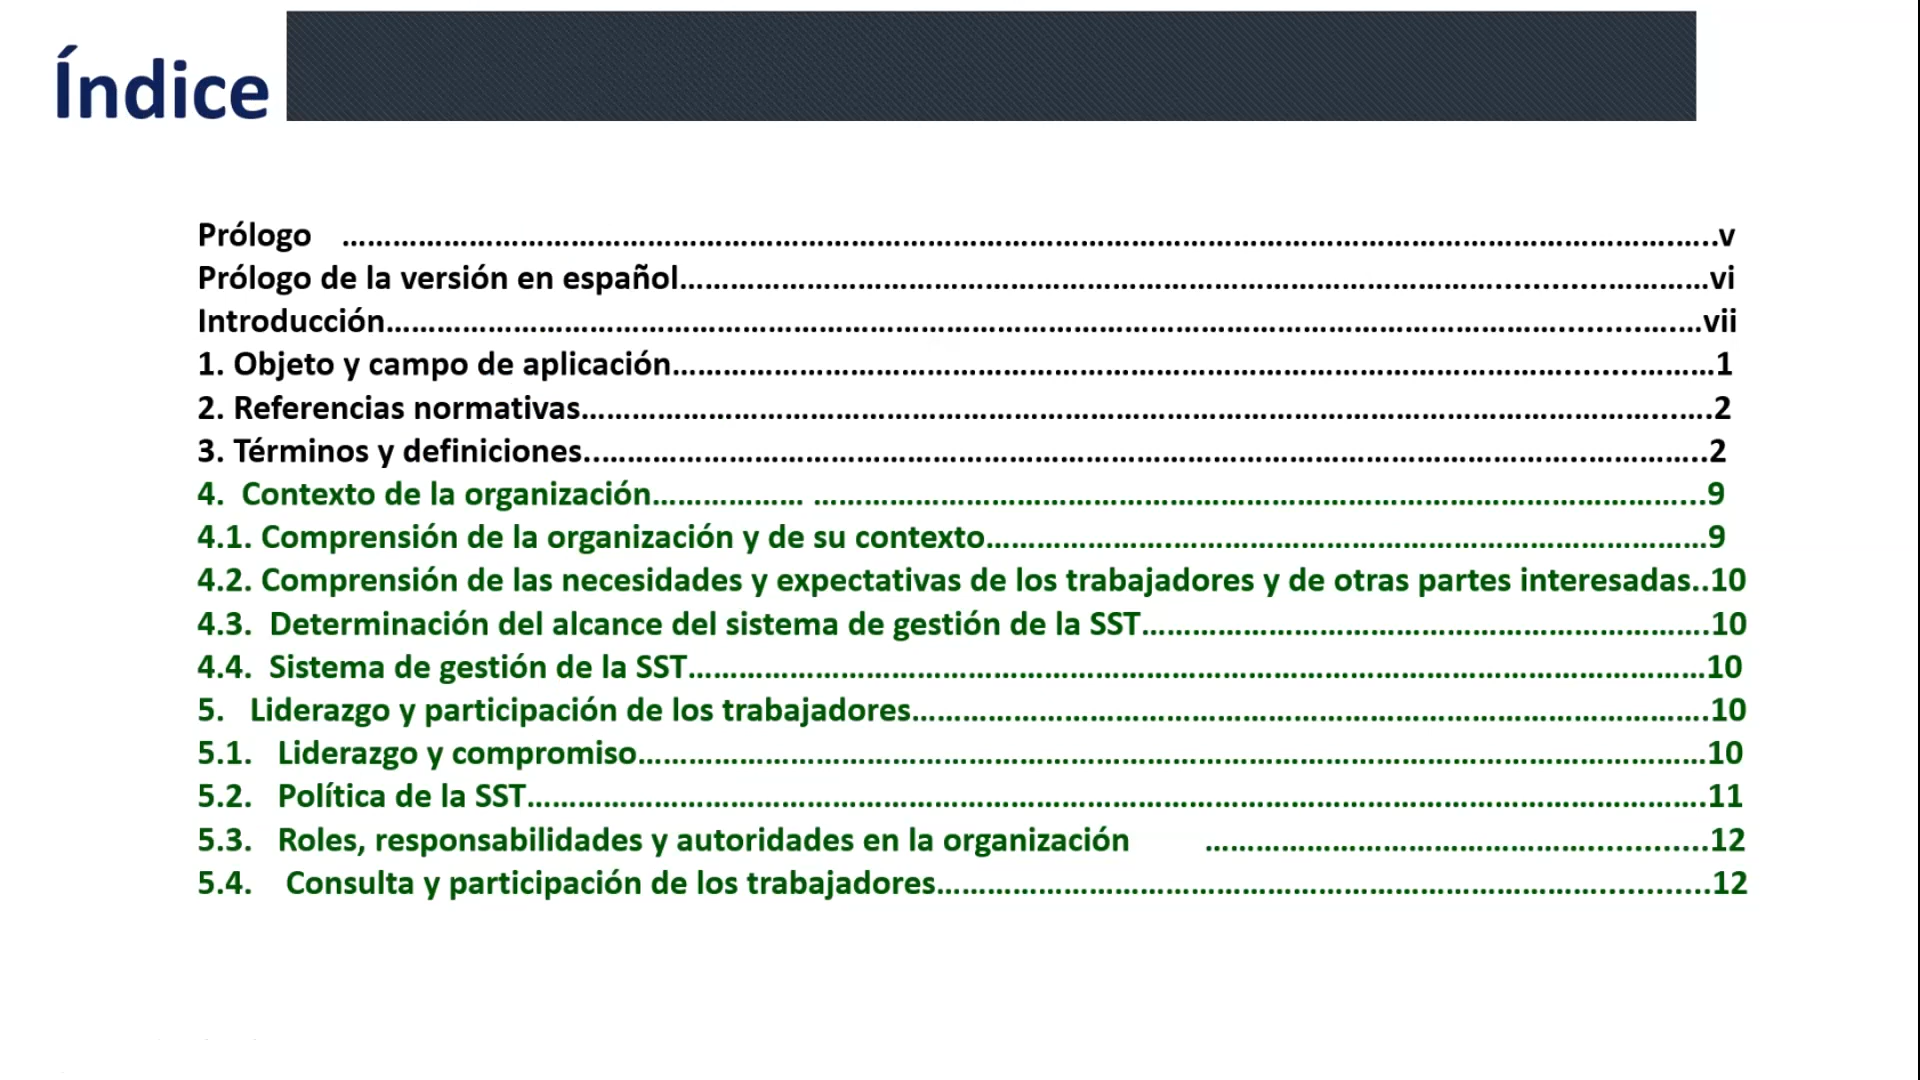 Índice
Prólogo ………………………………………………………………………………………………………………………………………………..v
Prólogo de la versión en español……………………………………………………………………………………............………vi
Introducción…………………………………………………………………………………………………………………………..........…..…vii
1. Objeto y campo de aplicación……………………………………………………………………………………………........………1
2. Referencias normativas……………………………………………………………………………………………………………......….2
3. Términos y definiciones..………………………………………………………………………………………………………..…………..2
4. Contexto de la organización……………… ………………………………………………………………………………………...9
4.1. Comprensión de la organización y de su contexto…………………………………………………………………………...9
4.2. Comprensión de las necesidades y expectativas de los trabajadores y de otras partes interesadas..10
4.3. Determinación del alcance del sistema de gestión de la SST………………………………………………………….10
4.4. Sistema de gestión de la SST……………………………………………………………………………………………………………...10
5. Liderazgo y participación de los trabajadores…………………………………………………………………………………….10
5.1. Liderazgo y compromiso…………………………………………………………………………………………………………………...10
5.2. Política de la SST……………………………………………………………………………………………………………………………….11
5.3. Roles, responsabilidades y autoridades en la organización ………………………………………...........12
5.4. Consulta y participación de los trabajadores……………………………………………………………………...........12